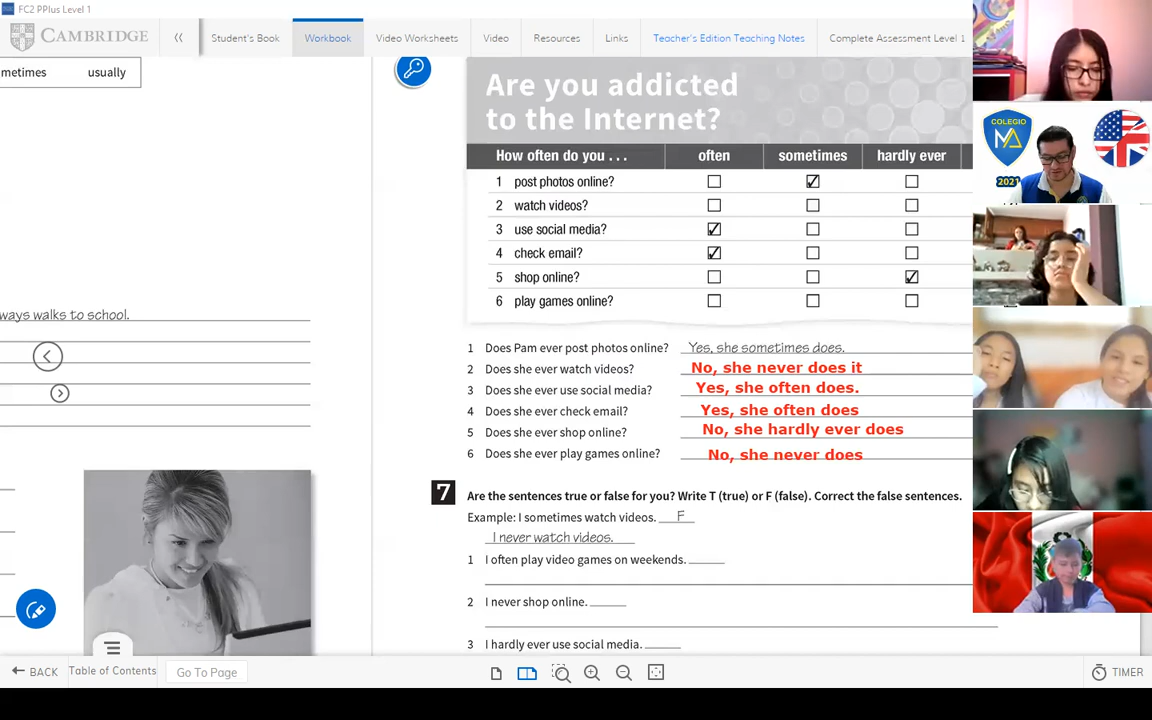 FC2 PPlus Level 1
CAMBRIDGE
Student's Book
Workbook
Video Worksheets
Video
Resources
Links
Teacher's Edition Teaching Notes
Complete Assessment Level 1
metimes usually
ways walks to school.
Are you addicted
to the Internet?
How often do you . . . often sometimes hardly ever
1 post photos online?
2 watch videos?
3 use social media?
4 check email?
5 shop online?
6 play games online?
1 Does Pam ever post photos online? Yes, she sometimes does.
2 Does she ever watch videos? No, she never does it
3 Does she ever use social media? Yes, she often does.
4 Does she ever check email? Yes, she often does
5 Does she ever shop online? No, she hardly ever does
6 Does she ever play games online? No, she never does
7 Are the sentences true or false for you? Write T (true) or F (false). Correct the false sentences.
Example: I sometimes watch videos. F
I never watch videos.
1 I often play video games on weekends.
2 I never shop online.
3 I hardly ever use social media.
COLEGIO
2021
BACK
Table of Contents
Go To Page
TIMER